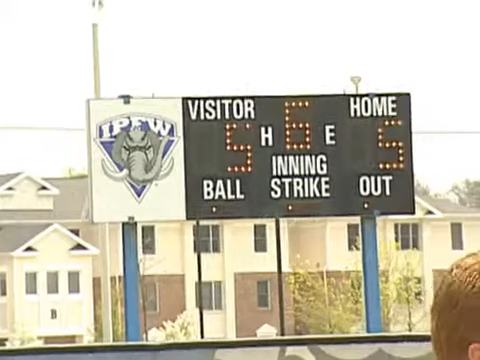 IPFW
VISITOR HOME
5 H 6 E 5
INNING
BALL STRIKE OUT
B